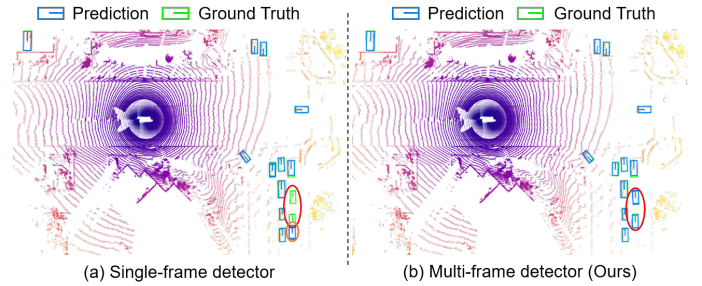 Prediction Ground Truth Prediction Ground Truth
(a) Single-frame detector (b) Multi-frame detector (Ours)